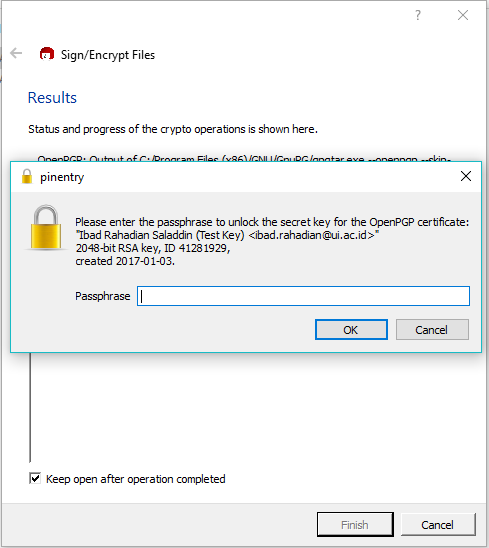 ?
Sign/Encrypt Files
Results
Status and progress of the crypto operations is shown here.
OpenPGP: Output of C:/Program Files (x86)/GNU/GnuPG/gpgtar.exe --openpgp --skip-
pinentry
Please enter the passphrase to unlock the secret key for the OpenPGP certificate:
"Ibad Rahadian Saladdin (Test Key) <ibad.rahadian@ui.ac.id>"
2048-bit RSA key, ID 41281929,
created 2017-01-03.
Passphrase
OK
Cancel
Keep open after operation completed
Finish
Cancel